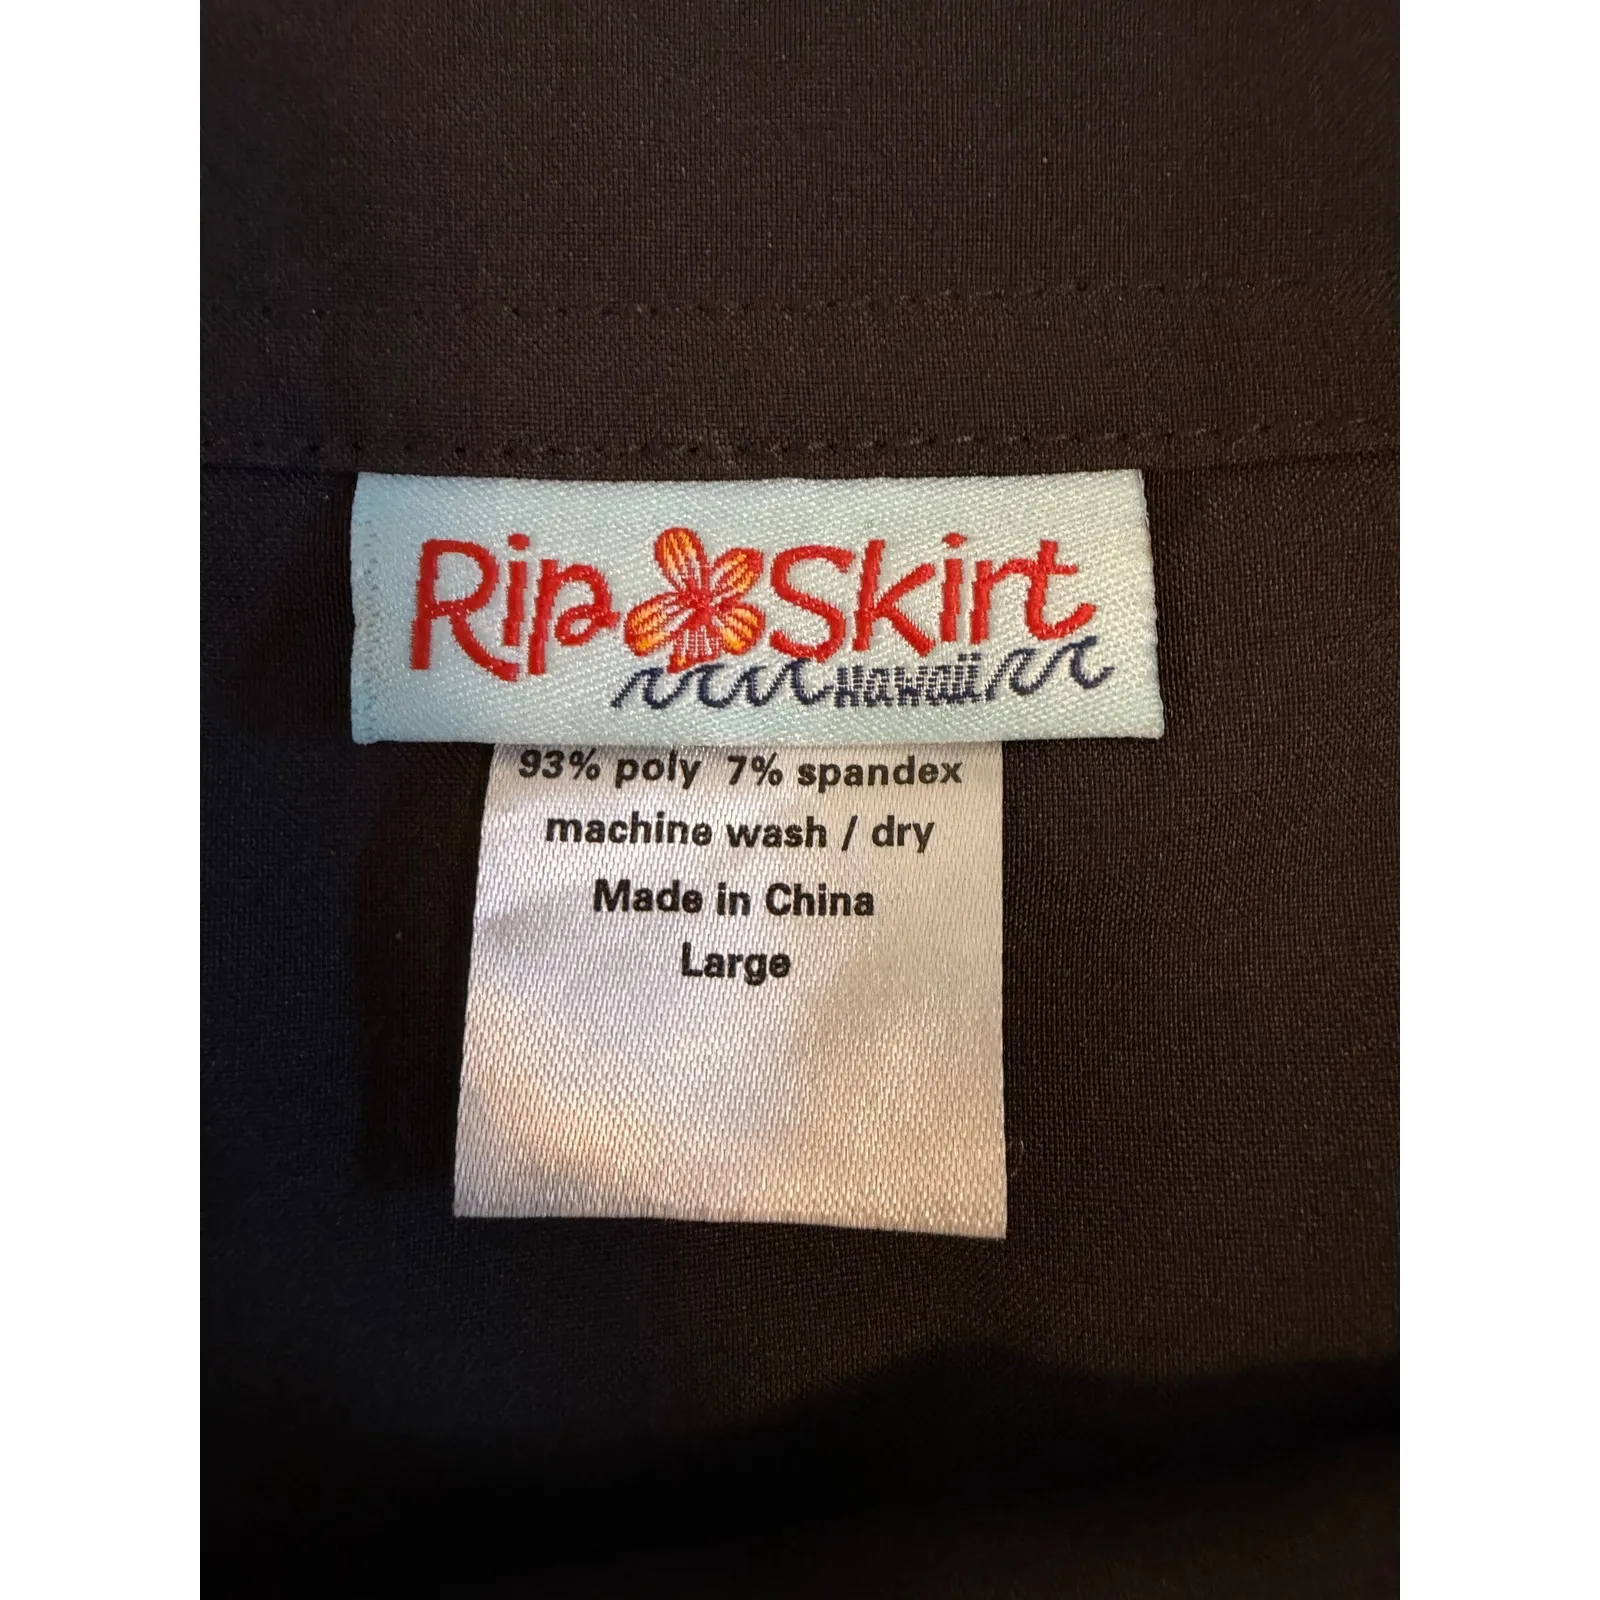 Rip Skirt
Hawaii
93% poly 7% spandex
machine wash / dry
Made in China
Large